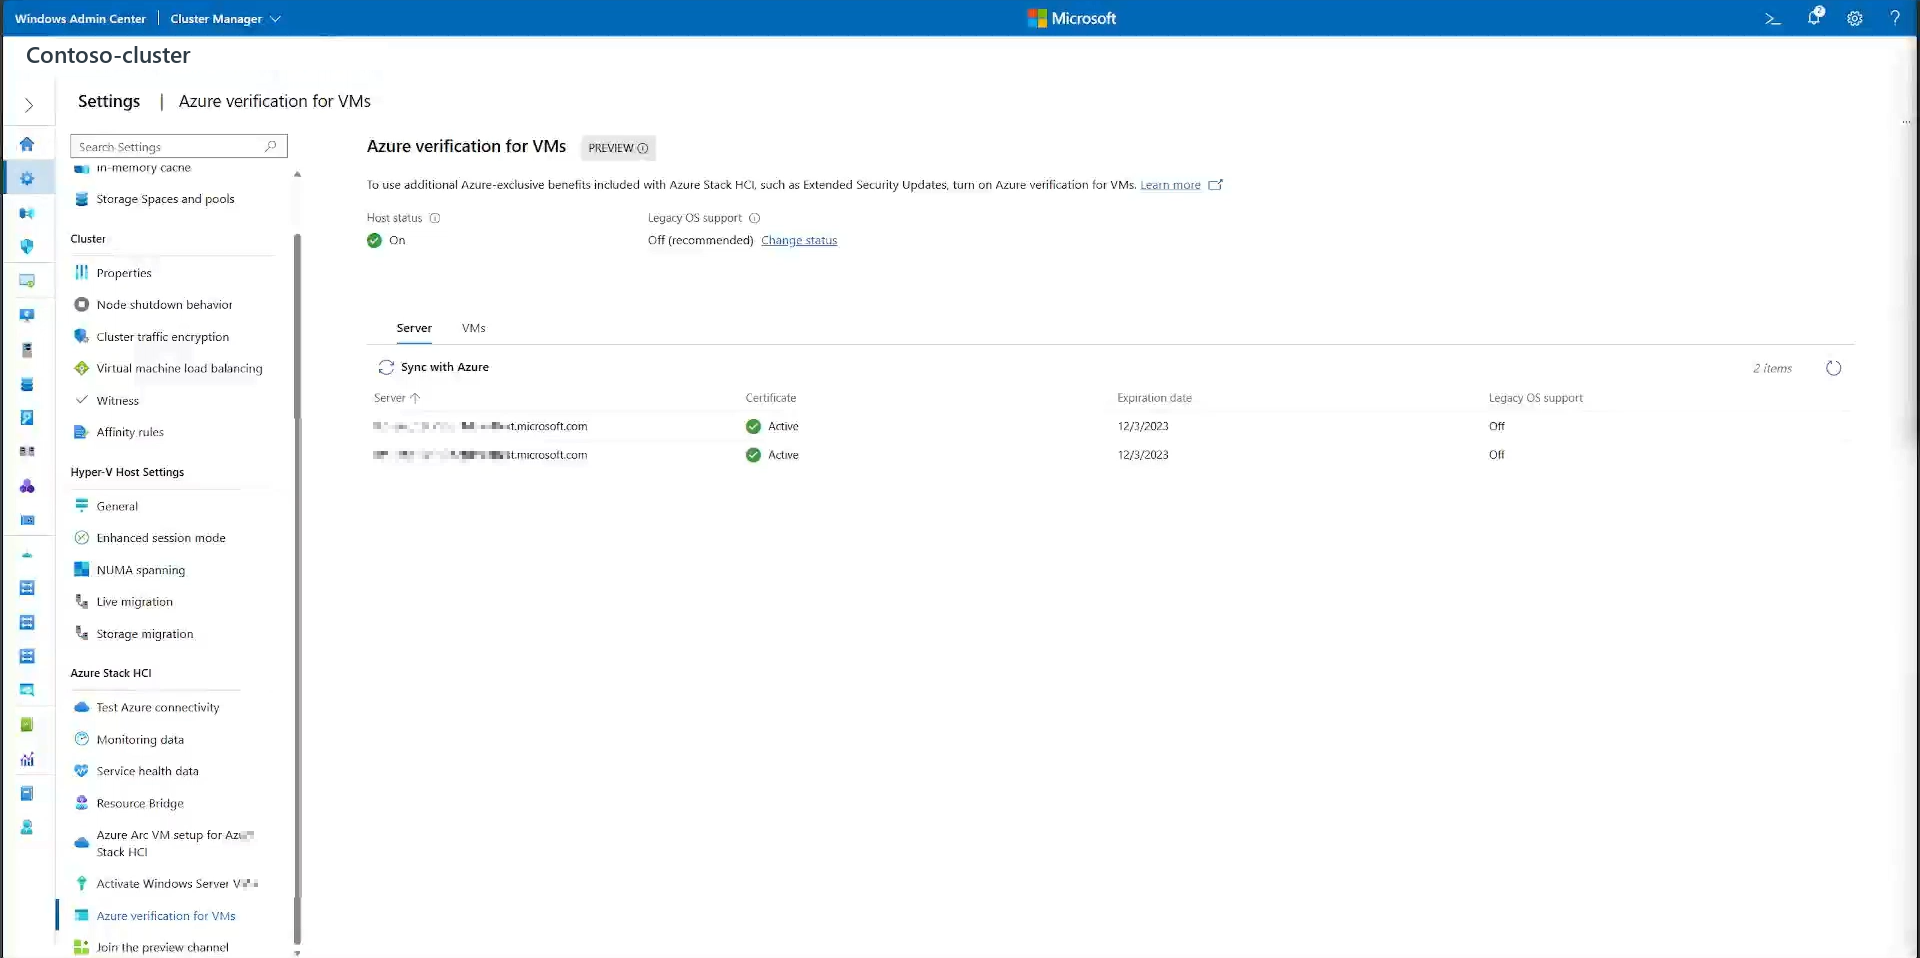 Windows Admin Center Cluster Manager Microsoft 2 ?
Contoso-cluster
Settings | Azure verification for VMs
Search Settings
In-memory cache
Storage Spaces and pools
Cluster
Properties
Node shutdown behavior
Cluster traffic encryption
Virtual machine load balancing
Witness
Affinity rules
Hyper-V Host Settings
General
Enhanced session mode
NUMA spanning
Live migration
Storage migration
Azure Stack HCI
Test Azure connectivity
Monitoring data
Service health data
Resource Bridge
Azure Arc VM setup for
Stack HCI
Activate Windows Server
Azure verification for VMs
Join the preview channel
Azure verification for VMs PREVIEW
To use additional Azure-exclusive benefits included with Azure Stack HCI, such as Extended Security Updates, turn on Azure verification for VMs. Learn more
Host status Legacy OS support
On Off (recommended) Change status
Server VMs
Sync with Azure 2 items
Server Certificate Expiration date Legacy OS support
t.microsoft.com Active 12/3/2023 Off
t.microsoft.com Active 12/3/2023 Off